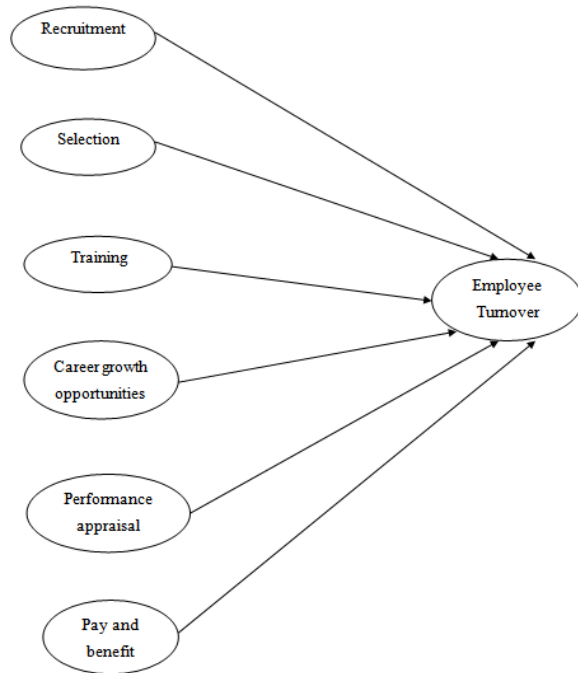 Recruitment
Selection
Training
Employee
Turnover
Career growth
opportunities
Performance
appraisal
Pay and
benefit